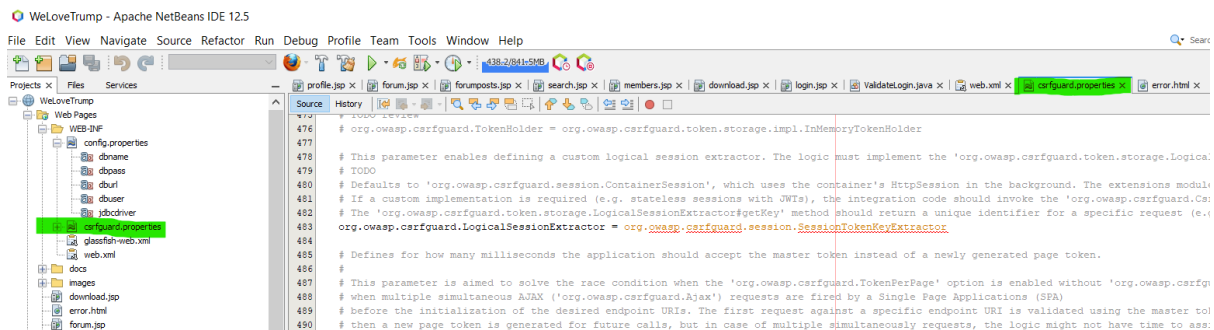 WeLoveTrump - Apache NetBeans IDE 12.5
File Edit View Navigate Source Refactor Run Debug Profile Team Tools Window Help
438.2/841.5MB
Projects × Files Services
profile.jsp × forum.jsp × forumposts.jsp × search.jsp × members.jsp × download.jsp × login.jsp × ValidateLogin.java × web.xml × csrfguard.properties × error.html ×
Source History
WeLoveTrump
Web Pages
WEB-INF
config.properties
dbname
dbpass
dburl
dbuser
jdbcdriver
csrfguard.properties
glassfish-web.xml
web.xml
docs
images
download.jsp
error.html
forum.jsp
475 # TODO review
476 # org.owasp.csrfguard.TokenHolder = org.owasp.csrfguard.token.storage.impl.InMemoryTokenHolder
477
478 # This parameter enables defining a custom logical session extractor. The logic must implement the 'org.owasp.csrfguard.token.storage.Logical
479 # TODO
480 # Defaults to 'org.owasp.csrfguard.session.ContainerSession', which uses the container's HttpSession in the background. The extensions module
481 # If a custom implementation is required (e.g. stateless sessions with JWTs), the integration code should invoke the 'org.owasp.csrfguard.Csr
482 # The 'org.owasp.csrfguard.token.storage.LogicalSessionExtractor#getKey' method should return a unique identifier for a specific request (e.g
483 org.owasp.csrfguard.LogicalSessionExtractor = org.owasp.csrfguard.session.SessionTokenKeyExtractor
484
485 # Defines for how many milliseconds the application should accept the master token instead of a newly generated page token.
486 #
487 # This parameter is aimed to solve the race condition when the 'org.owasp.csrfguard.TokenPerPage' option is enabled without 'org.owasp.csrfgu
488 # when multiple simultaneous AJAX ('org.owasp.csrfguard.Ajax') requests are fired by a Single Page Applications (SPA)
489 # before the initialization of the desired endpoint URIs. The first request against a specific endpoint URI is validated using the master tok
490 # then a new page token is generated for future calls, but in case of multiple simultaneously requests, the logic might not have time to ass